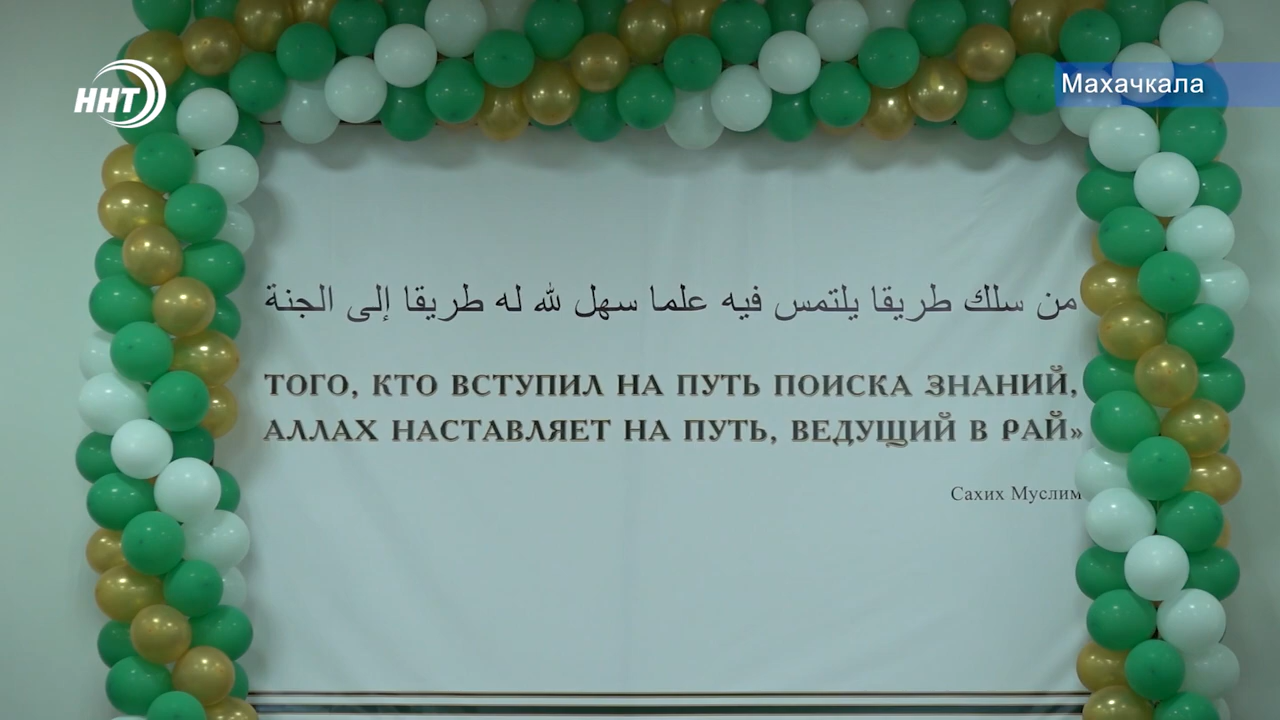 ННТ
Махачкала
من سلك طريقا يلتمس فيه علما سهل لله له طريقا إلى الجنة
ТОГО, КТО ВСТУПИЛ НА ПУТЬ ПОИСКА ЗНАНИЙ,
АЛЛАХ НАСТАВЛЯЕТ НА ПУТЬ, ВЕДУЩИЙ В РАЙ»
Сахих Муслим